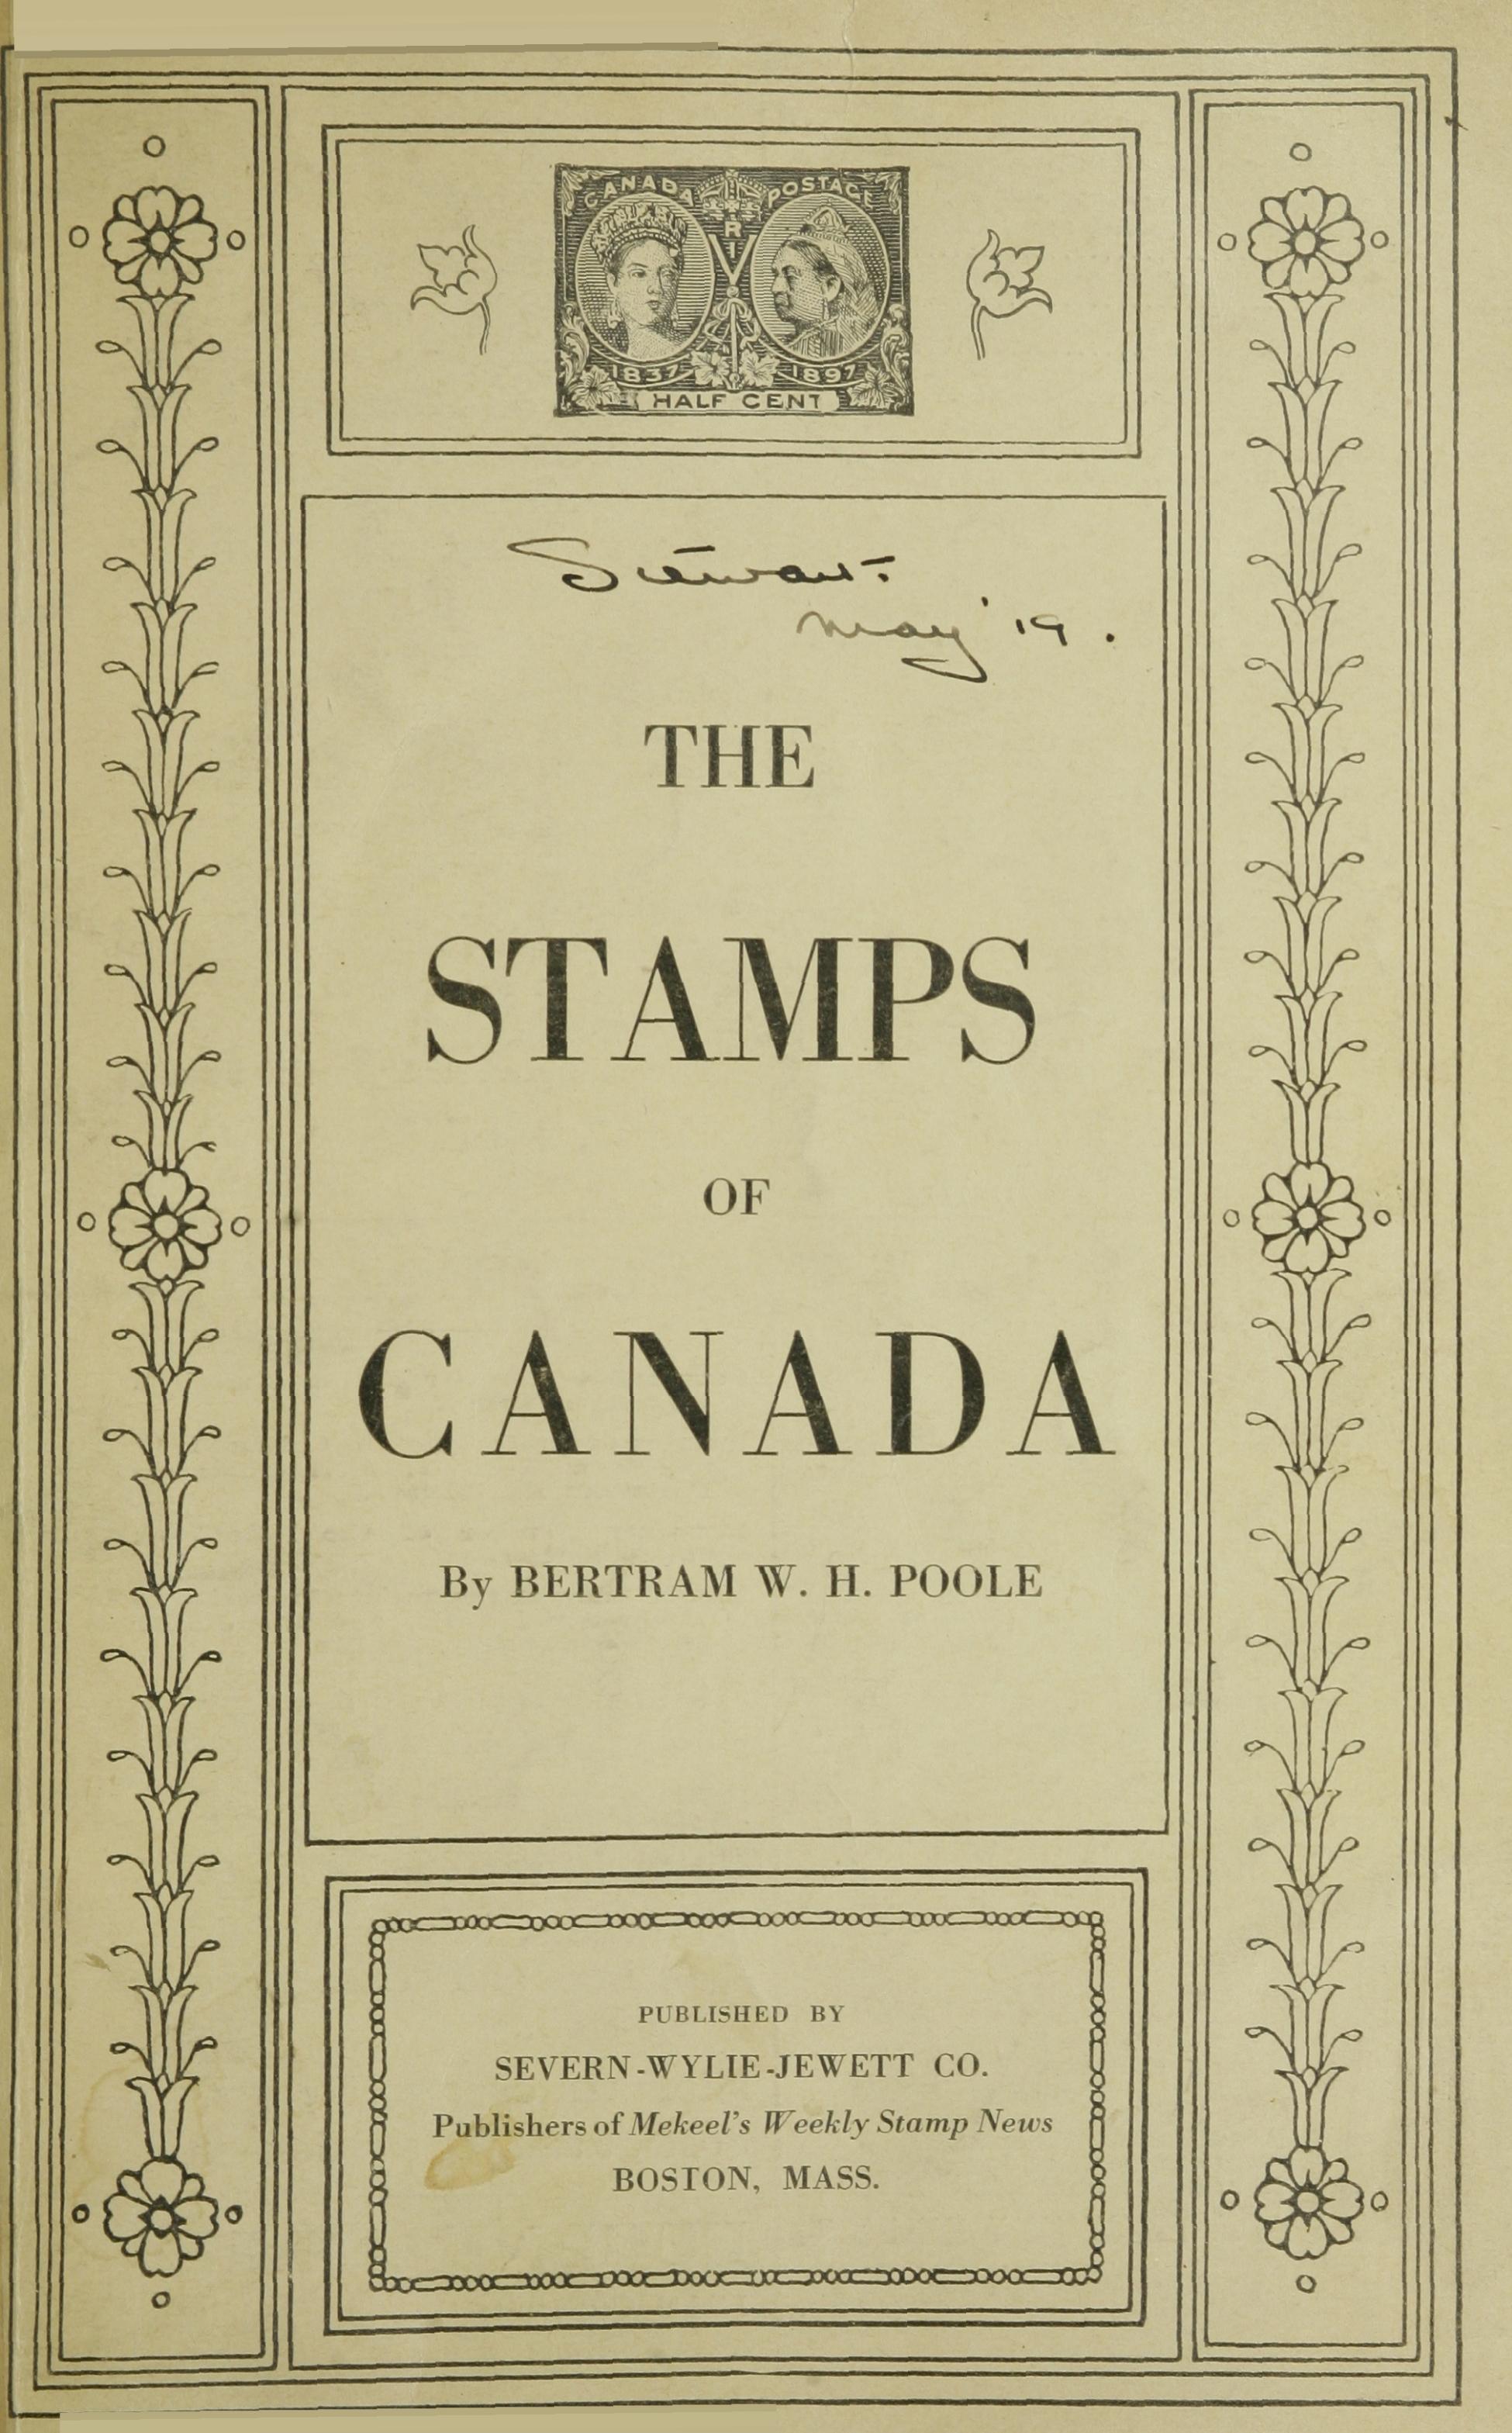 CANADA POSTAGE
V R I
1837 1897
HALF CENT
Stewart.
May '19.
THE
STAMPS
OF
CANADA
By BERTRAM W. H. POOLE
PUBLISHED BY
SEVERN-WYLIE-JEWETT CO.
Publishers of Mekeel's Weekly Stamp News
BOSTON, MASS.